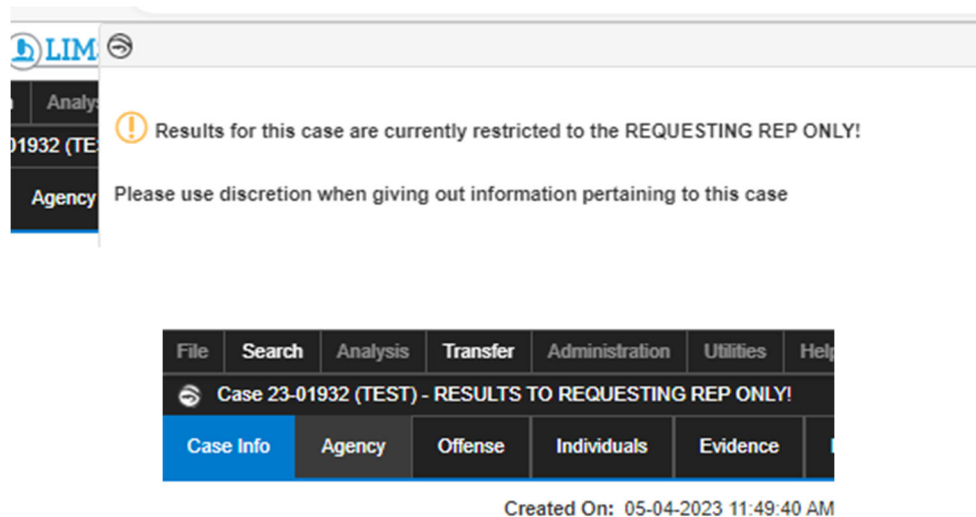 LIM
Analys
01932 (TE
Agency
Results for this case are currently restricted to the REQUESTING REP ONLY!
Please use discretion when giving out information pertaining to this case
File Search Analysis Transfer Administration Utilities Help
Case 23-01932 (TEST) - RESULTS TO REQUESTING REP ONLY!
Case Info Agency Offense Individuals Evidence
Created On: 05-04-2023 11:49:40 AM